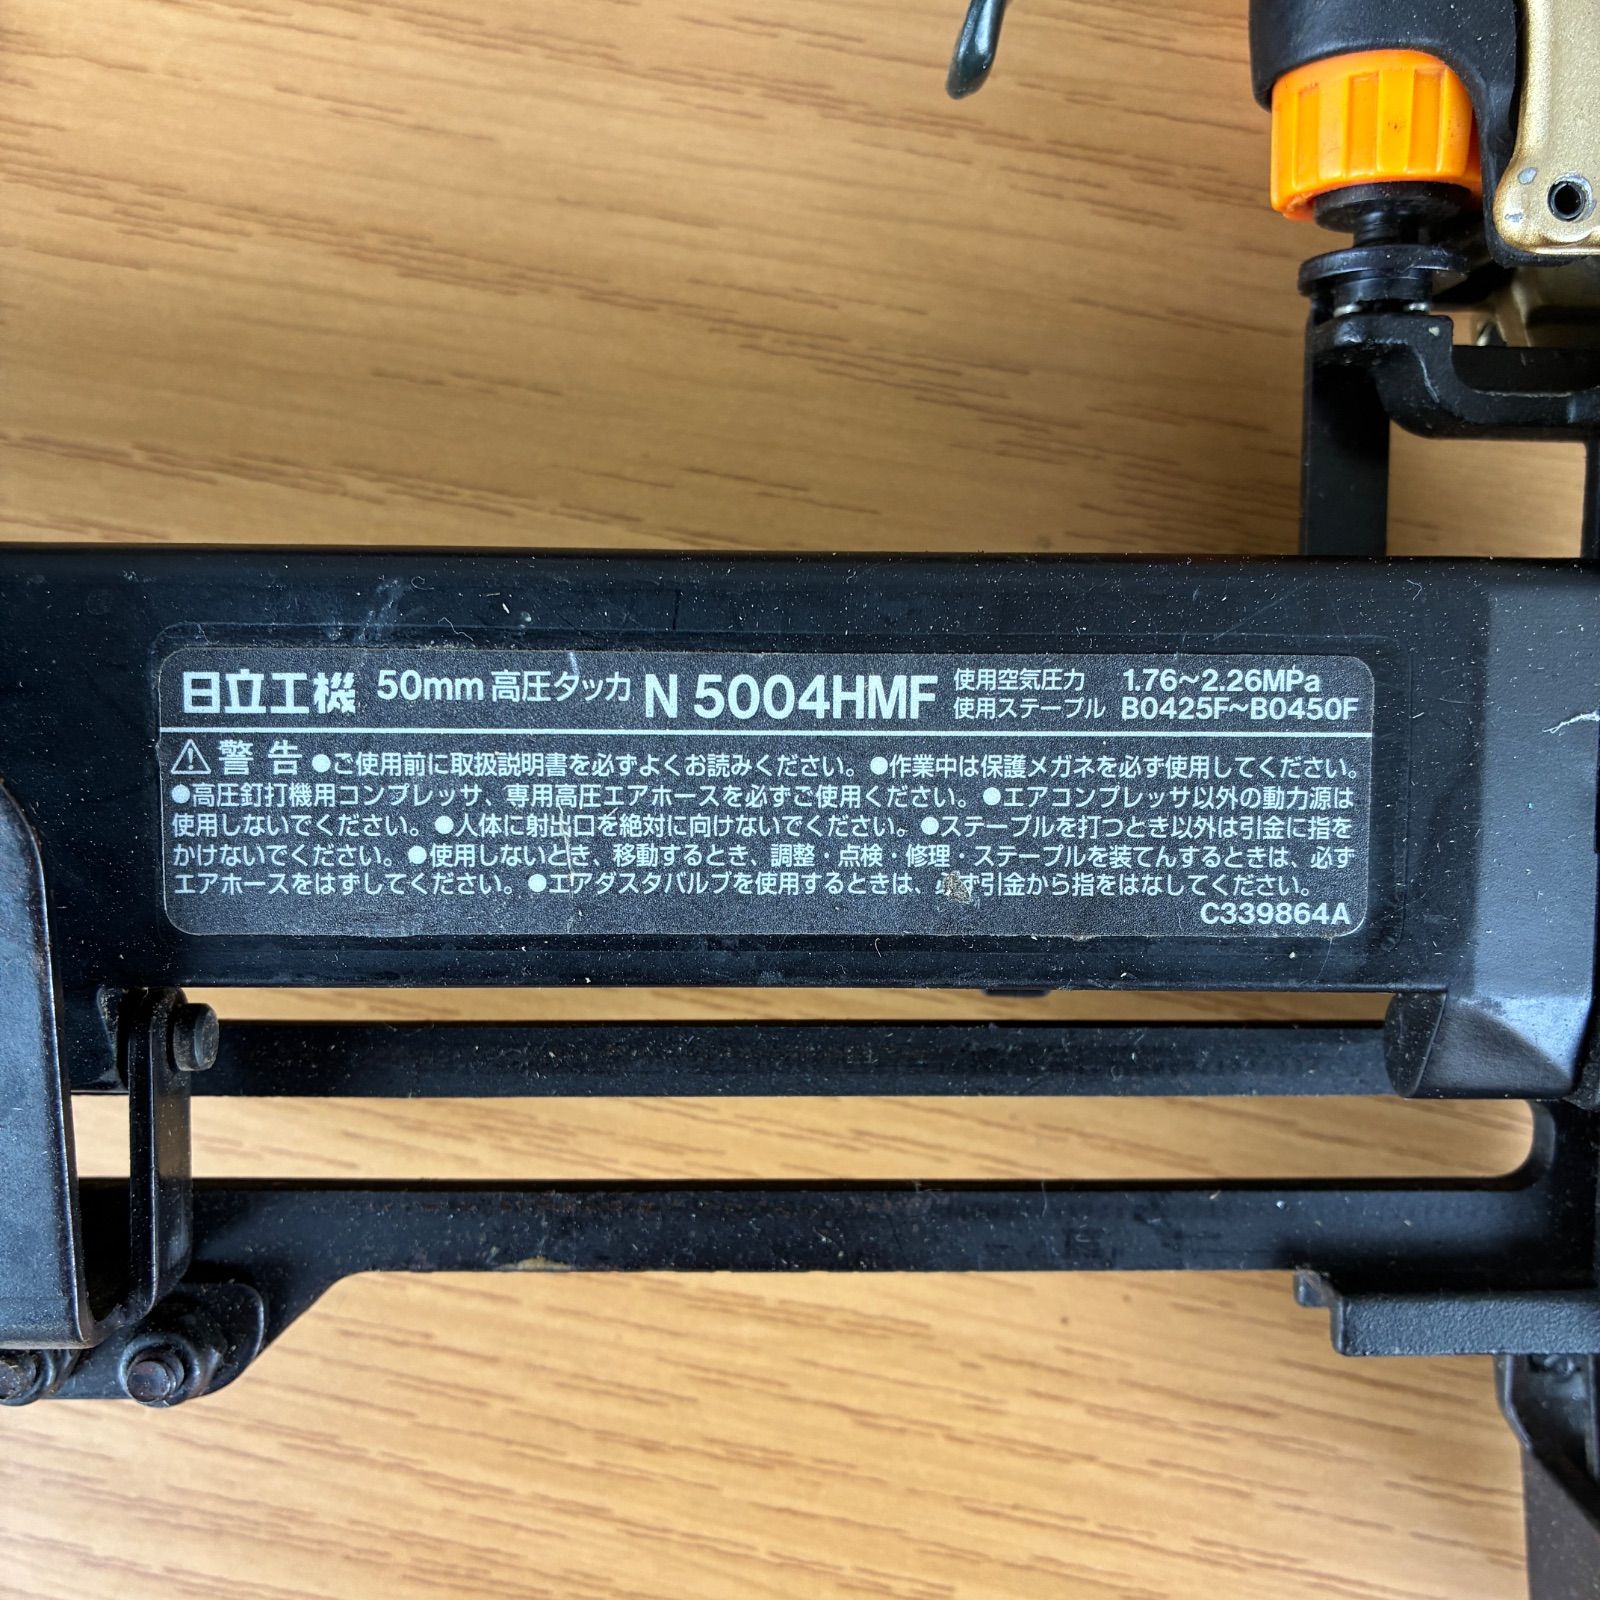 日立工機 50mm 高圧タッカ N 5004HMF 使用空気圧力 1.76～2.26MPa
使用ステープル B0425F～B0450F
⚠ 警告 ●ご使用前に取扱説明書を必ずよくお読みください。●作業中は保護メガネを必ず使用してください。
●高圧釘打機用コンプレッサ、専用高圧エアホースを必ずご使用ください。●エアコンプレッサ以外の動力源は
使用しないでください。●人体に射出口を絶対に向けないでください。●ステープルを打つとき以外は引金に指を
かけないでください。●使用しないとき、移動するとき、調整・点検・修理・ステープルを装てんするときは、必ず
エアホースをはずしてください。●エアダスタバルブを使用するときは、必ず引金から指をはなしてください。
C339864A